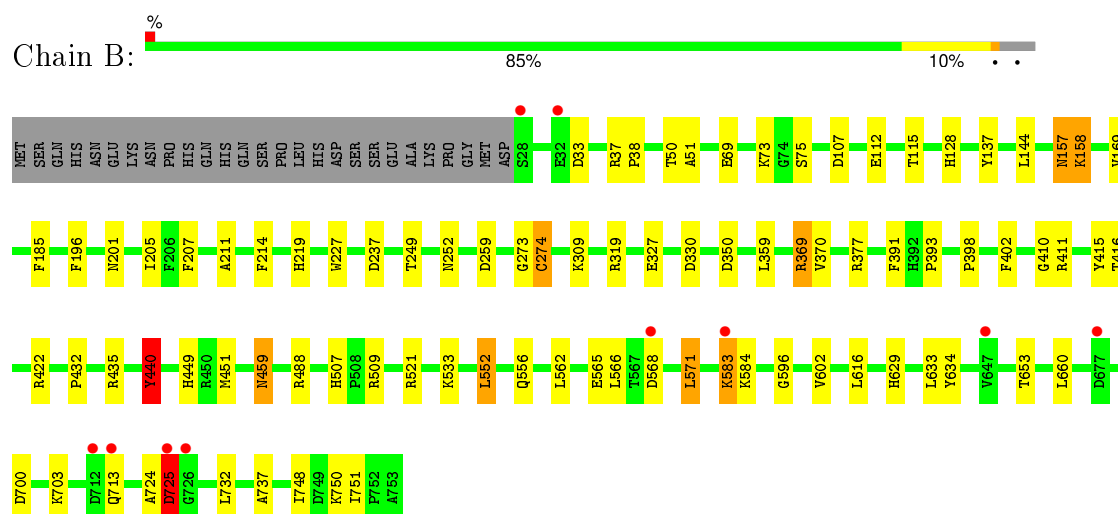 %
Chain B:
85% 10% • •
MET SER GLN HIS ASN GLU LYS ASN PRO HIS GLN HIS GLN SER PRO LEU HIS ASP SER SER GLU ALA LYS PRO GLY MET ASP S28 E32 D33 R37 P38 T50 A51 E69 K73 G74 S75 D107 E112 T115 H128 Y137 L144 N157 K158 V169
F185 F196 N201 I205 F206 F207 A211 F214 H219 W227 D237 T249 N252 D259 G273 C274 K309 R319 E327 D330 D350 L359 R369 V370 R377 F391 H392 P393 P398 F402 G410 R411 Y415 T416
R422 P432 R435 Y440 H449 R450 M451 N459 R488 H507 P508 R509 R521 K533 L552 Q556 L562 E565 L566 T567 D568 L571 K583 K584 G596 V602 L616 H629 L633 Y634 V647 T653 L660 D677
D700 K703 D712 Q713 A724 D725 G726 L732 A737 I748 D749 K750 I751 P752 A753